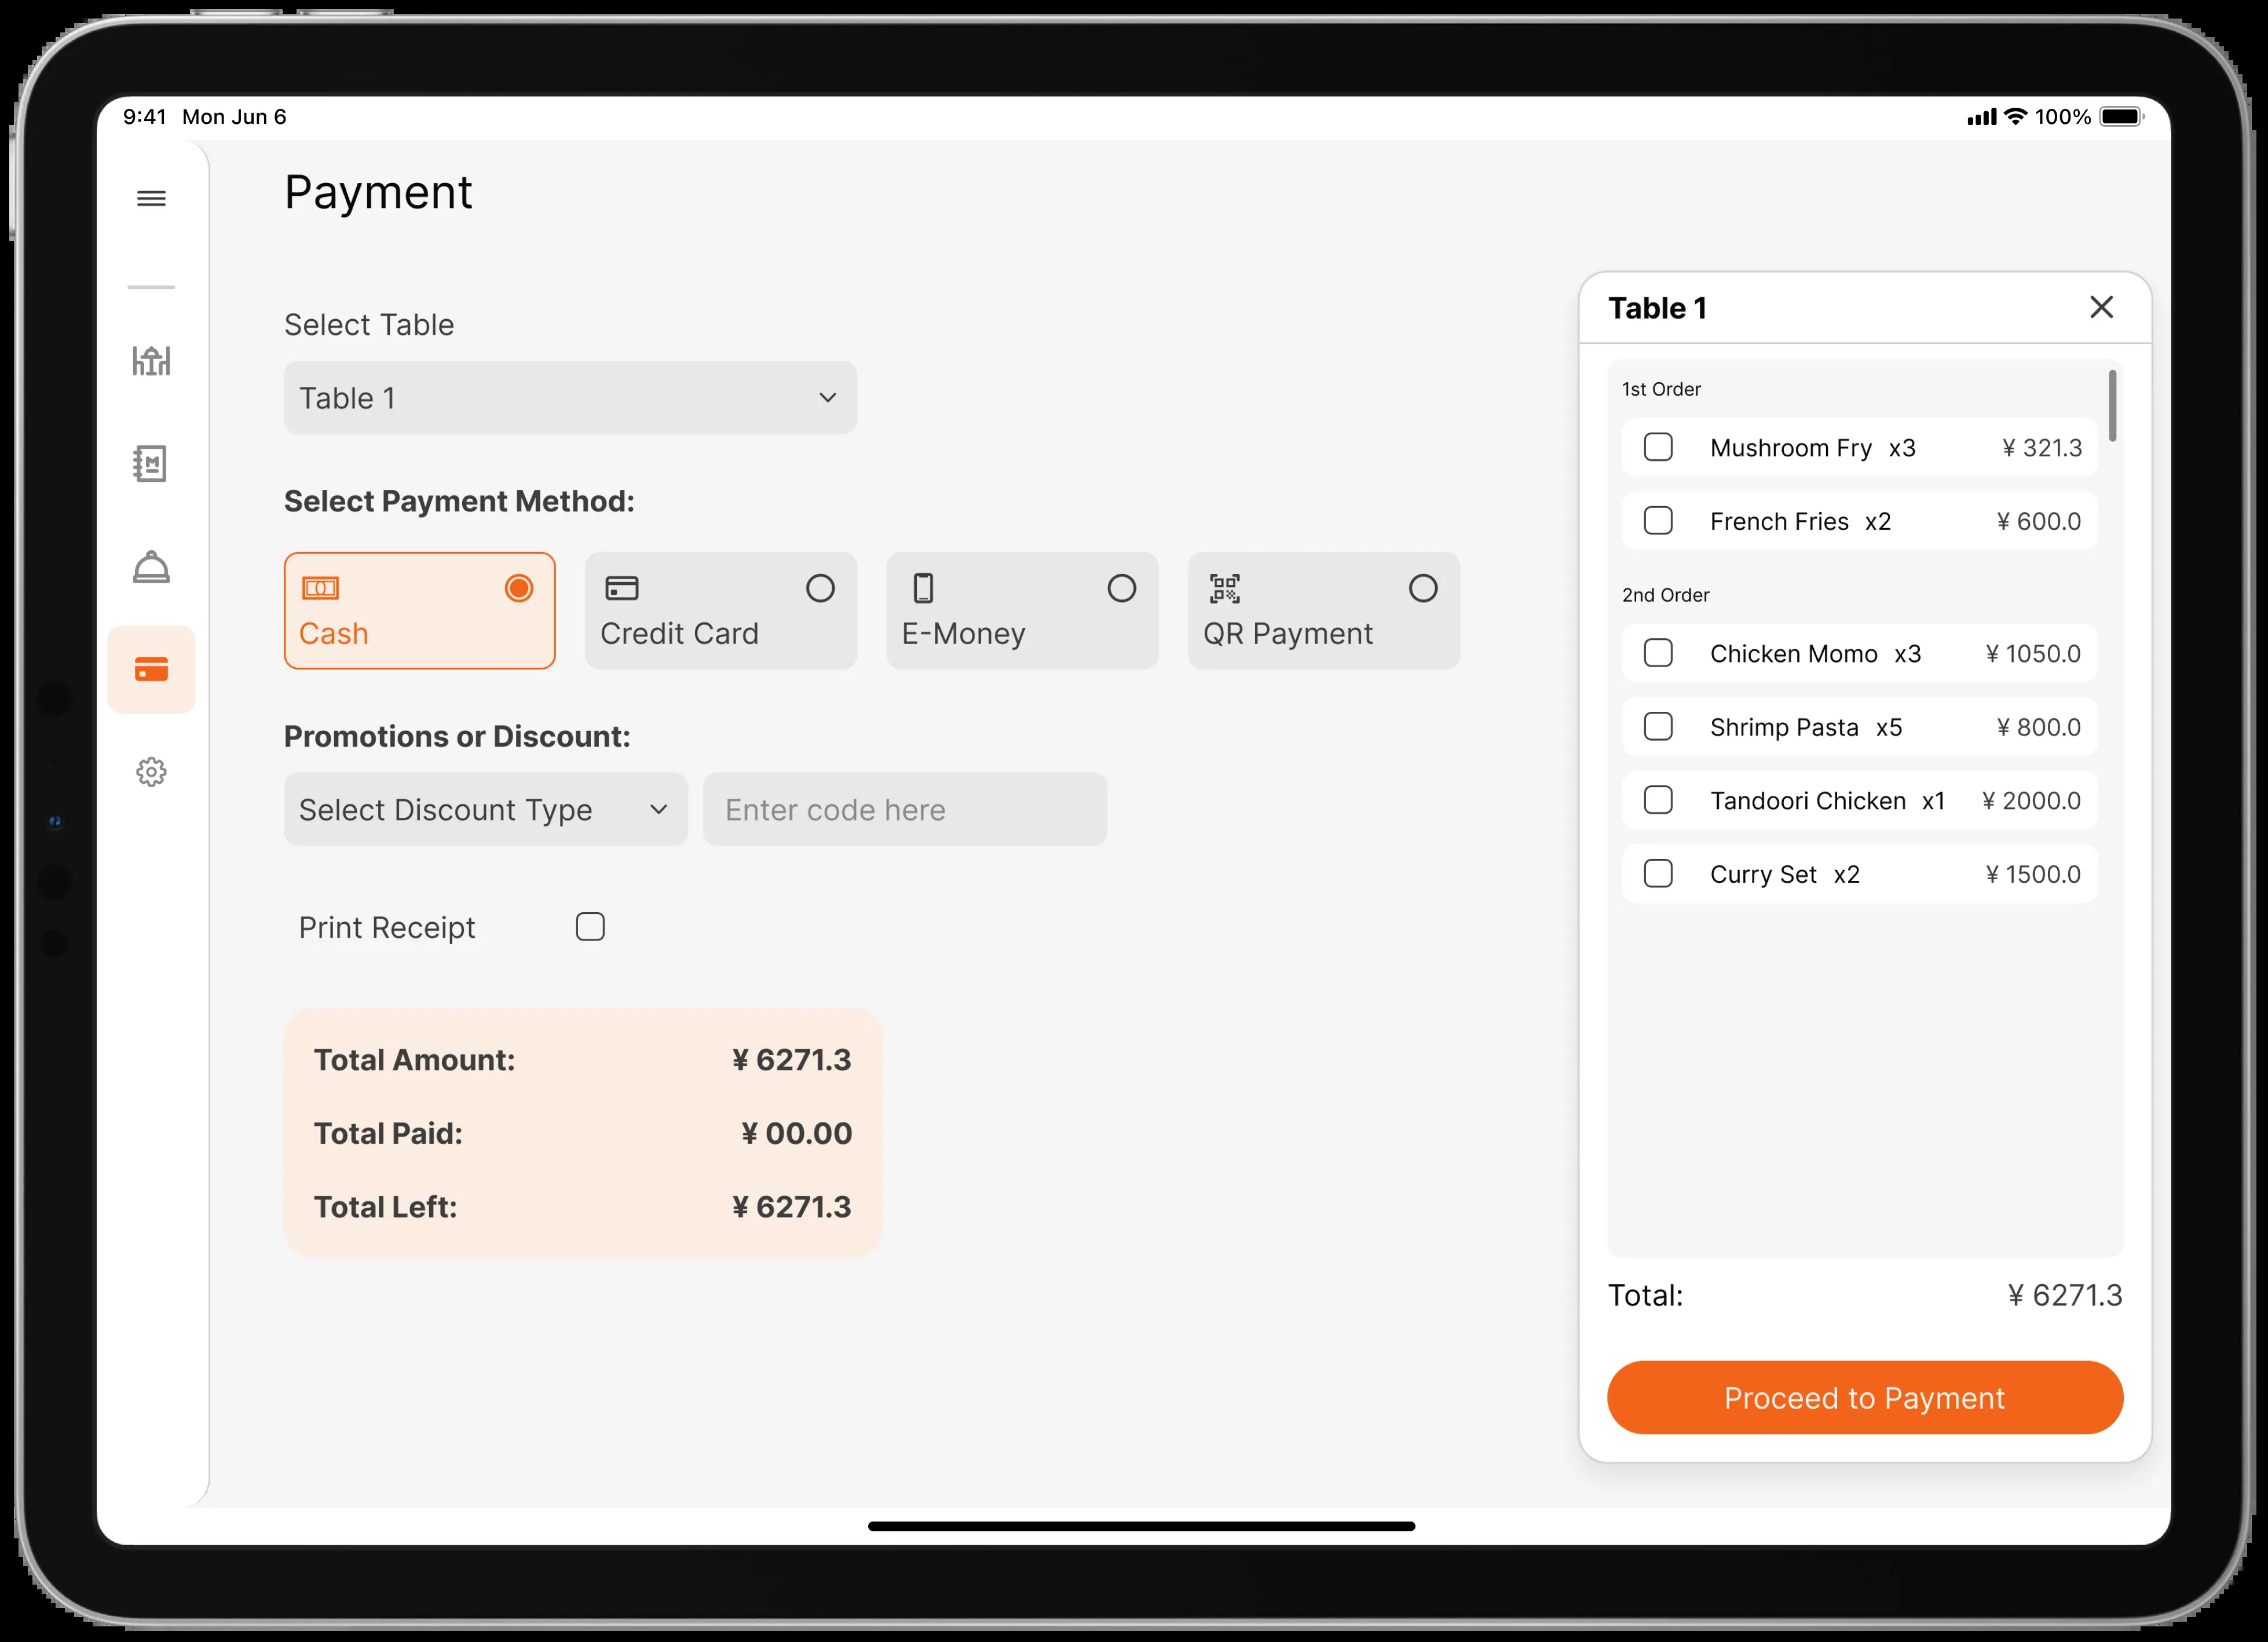 9:41 Mon Jun 6
100%
Payment
Select Table
Table 1
Select Payment Method:
Cash
Credit Card
E-Money
QR Payment
Promotions or Discount:
Select Discount Type
Enter code here
Print Receipt
Total Amount: ¥ 6271.3
Total Paid: ¥ 00.00
Total Left: ¥ 6271.3
Table 1
1st Order
Mushroom Fry x3 ¥ 321.3
French Fries x2 ¥ 600.0
2nd Order
Chicken Momo x3 ¥ 1050.0
Shrimp Pasta x5 ¥ 800.0
Tandoori Chicken x1 ¥ 2000.0
Curry Set x2 ¥ 1500.0
Total: ¥ 6271.3
Proceed to Payment